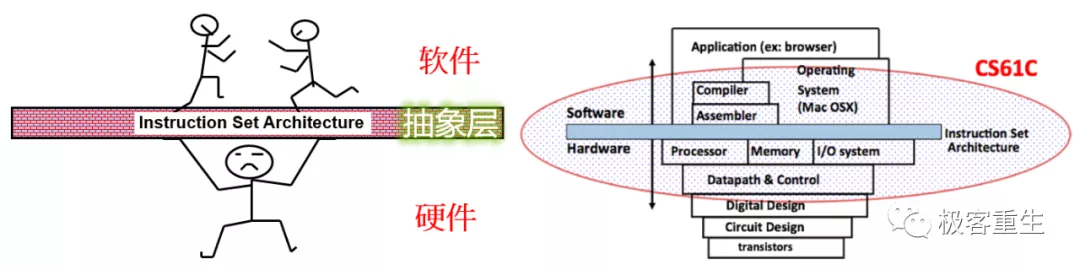 软件
Instruction Set Architecture
抽象层
硬件
Application (ex: browser)
Operating
System
(Mac OSX)
CS61C
Compiler
Assembler
Software
Hardware
Instruction Set
Architecture
Processor
Memory
I/O system
Datapath & Control
Digital Design
Circuit Design
transistors
极客重生